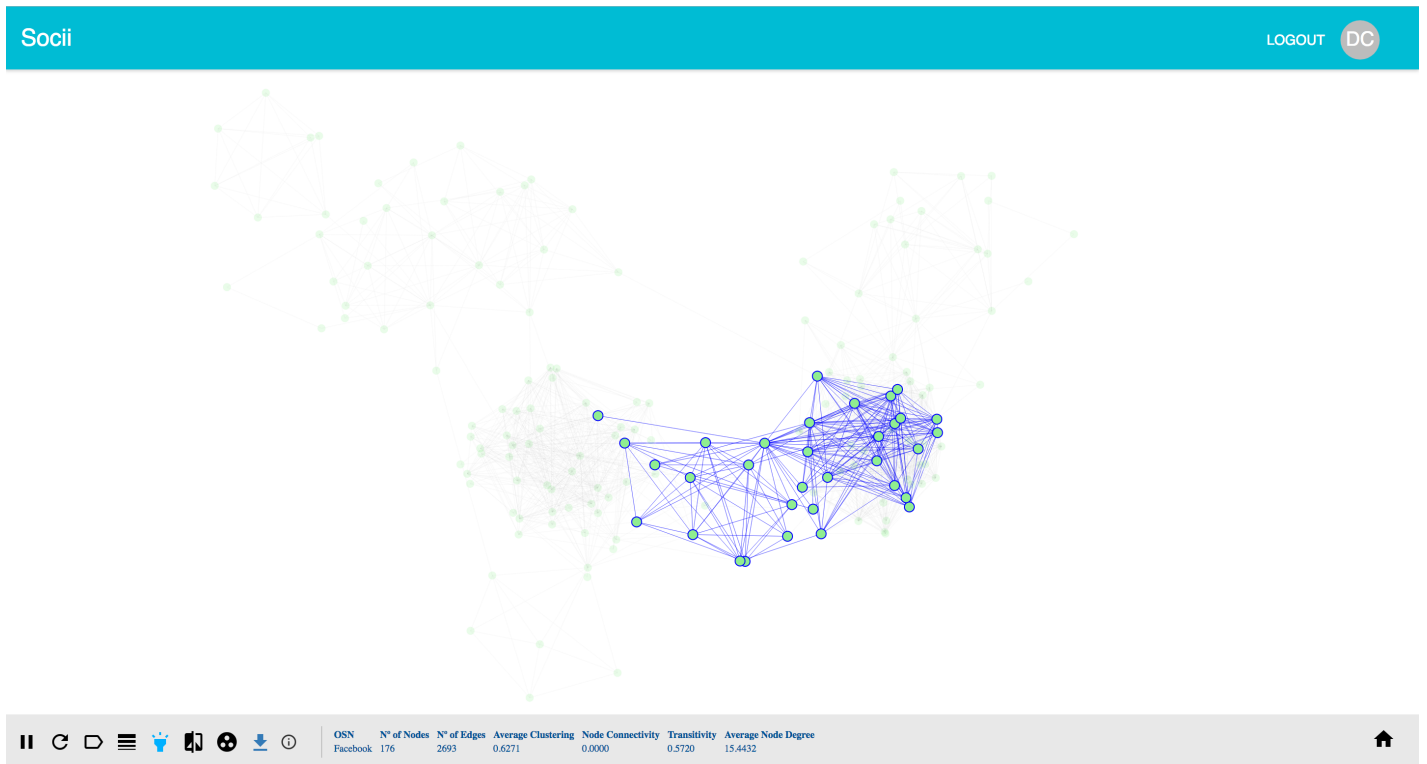 Socii
LOGOUT DC
OSN Nº of Nodes Nº of Edges Average Clustering Node Connectivity Transitivity Average Node Degree
Facebook 176 2693 0.6271 0.0000 0.5720 15.4432